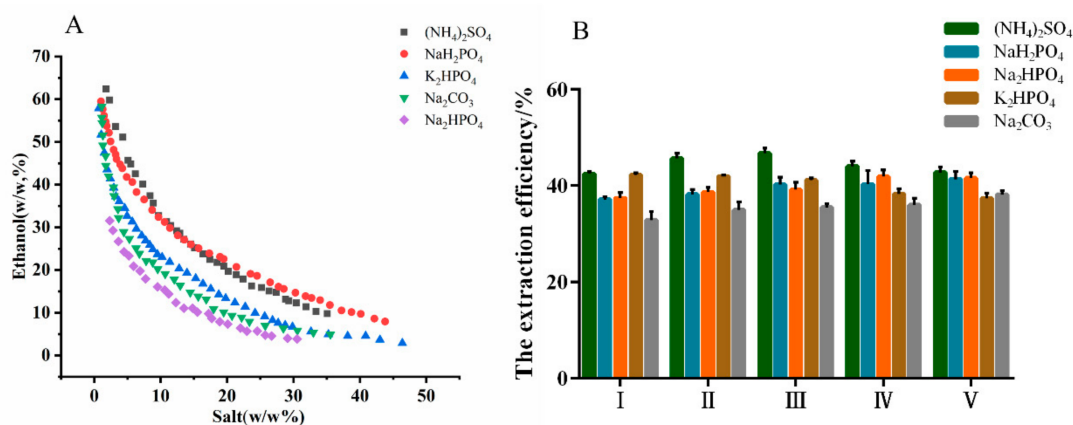 A
(NH₄)₂SO₄
NaH₂PO₄
K₂HPO₄
Na₂CO₃
Na₂HPO₄
Ethanol(w/w,%)
70
60
50
40
30
20
10
0
0 10 20 30 40 50
Salt(w/w%)
B
(NH₄)₂SO₄
NaH₂PO₄
Na₂HPO₄
K₂HPO₄
Na₂CO₃
The extraction efficiency/%
60
40
20
0
I II III IV V